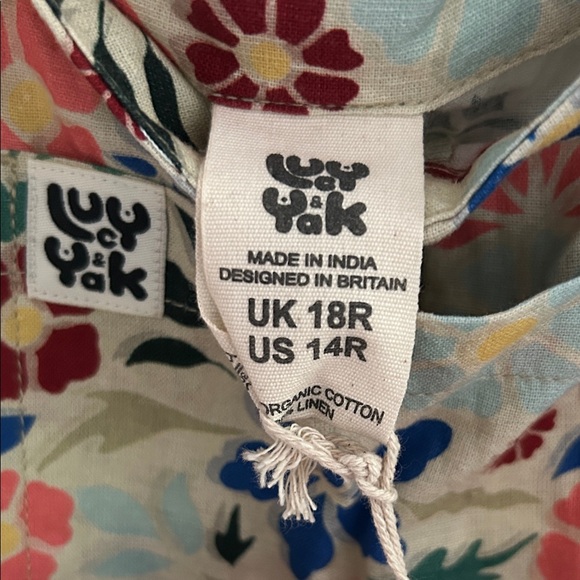 Lucy
&
Yak
Lucy
&
Yak
MADE IN INDIA
DESIGNED IN BRITAIN
UK 18R
US 14R
ORGANIC COTTON
LINEN